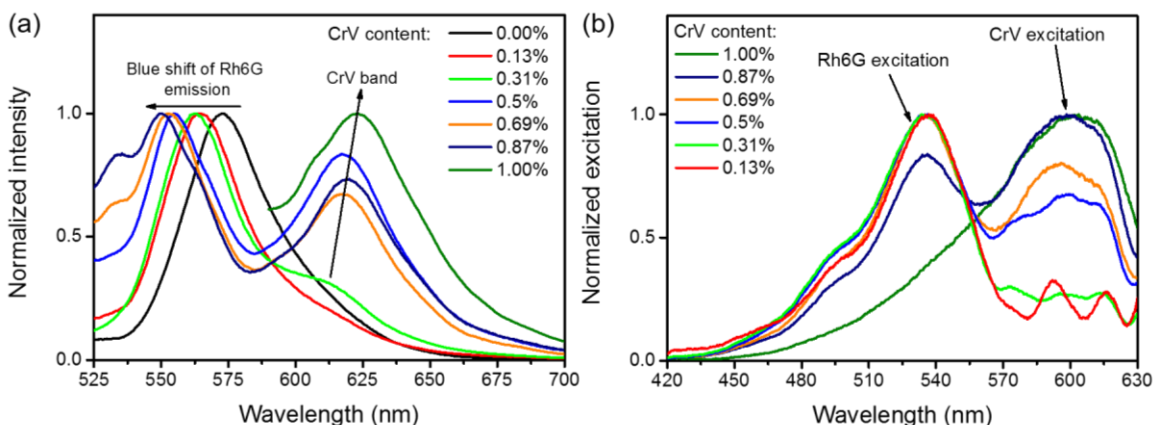 (a)
CrV content:
0.00%
0.13%
0.31%
0.5%
0.69%
0.87%
1.00%
Blue shift of Rh6G
emission
CrV band
Normalized intensity
1.0
0.5
0.0
525 550 575 600 625 650 675 700
Wavelength (nm)
(b)
CrV content:
1.00%
0.87%
0.69%
0.5%
0.31%
0.13%
Rh6G excitation
CrV excitation
Normalized excitation
1.0
0.5
0.0
420 450 480 510 540 570 600 630
Wavelength (nm)